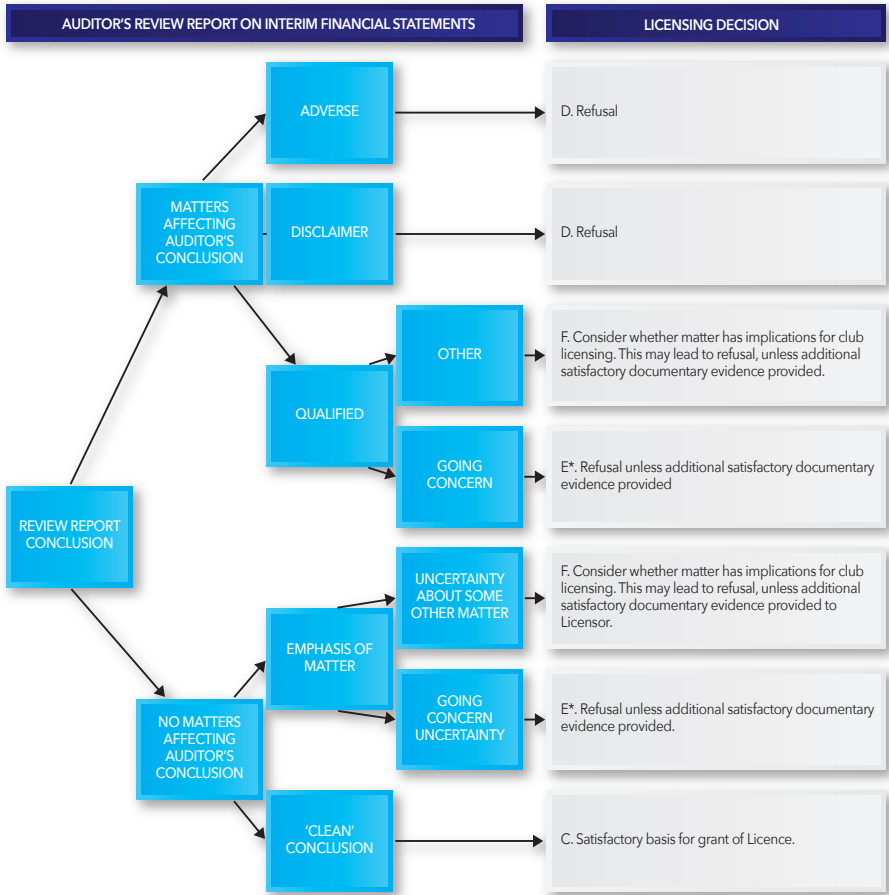 AUDITOR’S REVIEW REPORT ON INTERIM FINANCIAL STATEMENTS
LICENSING DECISION
ADVERSE
D. Refusal
MATTERS
AFFECTING
AUDITOR’S
CONCLUSION
DISCLAIMER
D. Refusal
OTHER
F. Consider whether matter has implications for club
licensing. This may lead to refusal, unless additional
satisfactory documentary evidence provided.
QUALIFIED
GOING
CONCERN
E*. Refusal unless additional satisfactory documentary
evidence provided
REVIEW REPORT
CONCLUSION
UNCERTAINTY
ABOUT SOME
OTHER MATTER
F. Consider whether matter has implications for club
licensing. This may lead to refusal, unless additional
satisfactory documentary evidence provided to
Licensor.
EMPHASIS OF
MATTER
GOING
CONCERN
UNCERTAINTY
E*. Refusal unless additional satisfactory documentary
evidence provided.
NO MATTERS
AFFECTING
AUDITOR’S
CONCLUSION
‘CLEAN’
CONCLUSION
C. Satisfactory basis for grant of Licence.